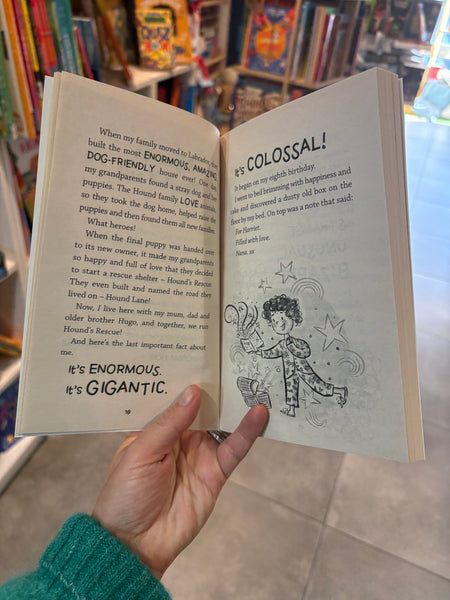 When my family moved to Labrador, they
built the most ENORMOUS, AMAZING,
DOG-FRIENDLY house ever! One day,
my grandparents found a stray dog and her
puppies. The Hound family LOVE animals,
so they took the dog home, helped raise the
puppies and then found them all new families.
What heroes!
When the final puppy was handed over
to its new owner, it made my grandparents
so happy and full of love that they decided
to start a rescue shelter – Hound's Rescue.
They even built and named the road they
lived on – Hound Lane!
Now, I live here with my mum, dad and
older brother Hugo, and together, we run
Hound's Rescue!
And here's the last important fact about
me.
It's ENORMOUS.
It's GIGANTIC.
10
It's COLOSSAL!
It began on my eighth birthday.
I went to bed brimming with happiness and
cake and discovered a dusty old box on the
floor by my bed. On top was a note that said:
For Harriet.
Filled with love.
Nana. xx